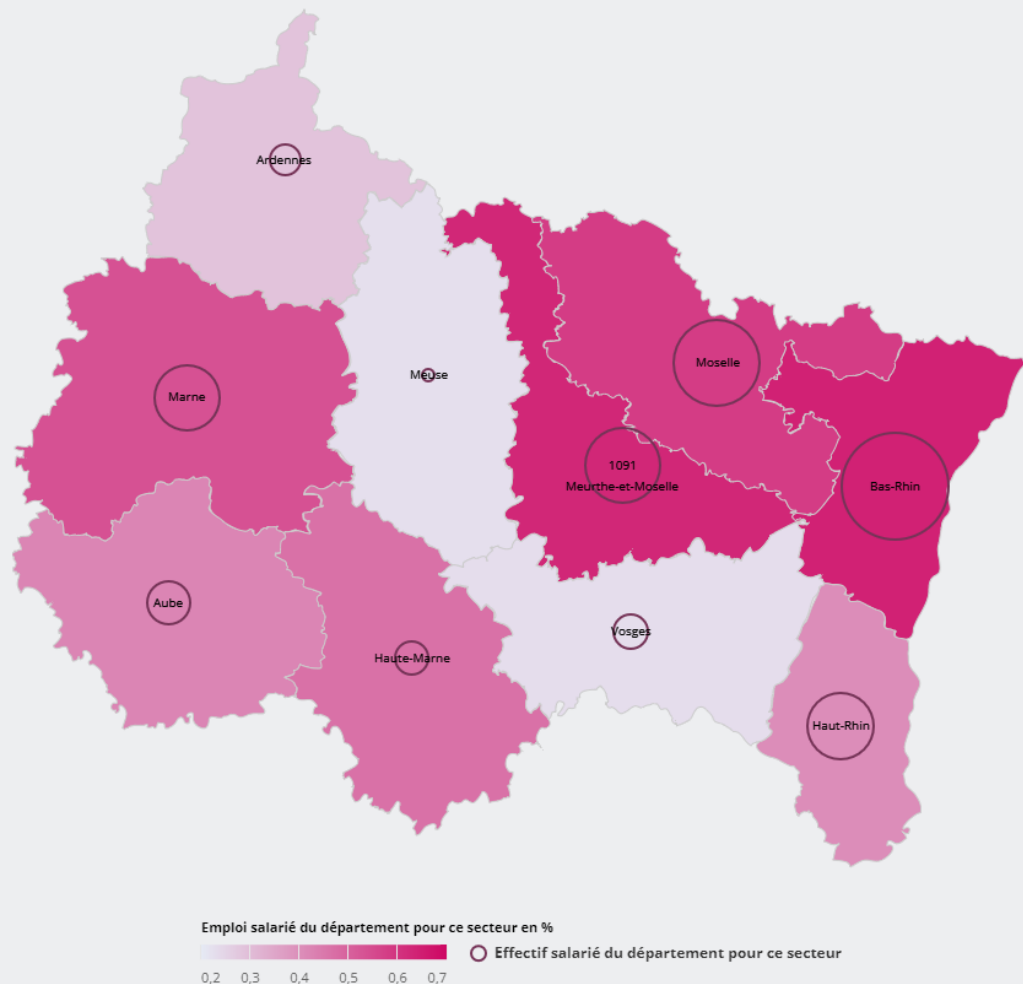 Ardennes
Moselle
Meuse
Marne
1091
Meurthe-et-Moselle
Bas-Rhin
Aube
Vosges
Haute-Marne
Haut-Rhin
Emploi salarié du département pour ce secteur en %
Effectif salarié du département pour ce secteur
0,2 0,3 0,4 0,5 0,6 0,7